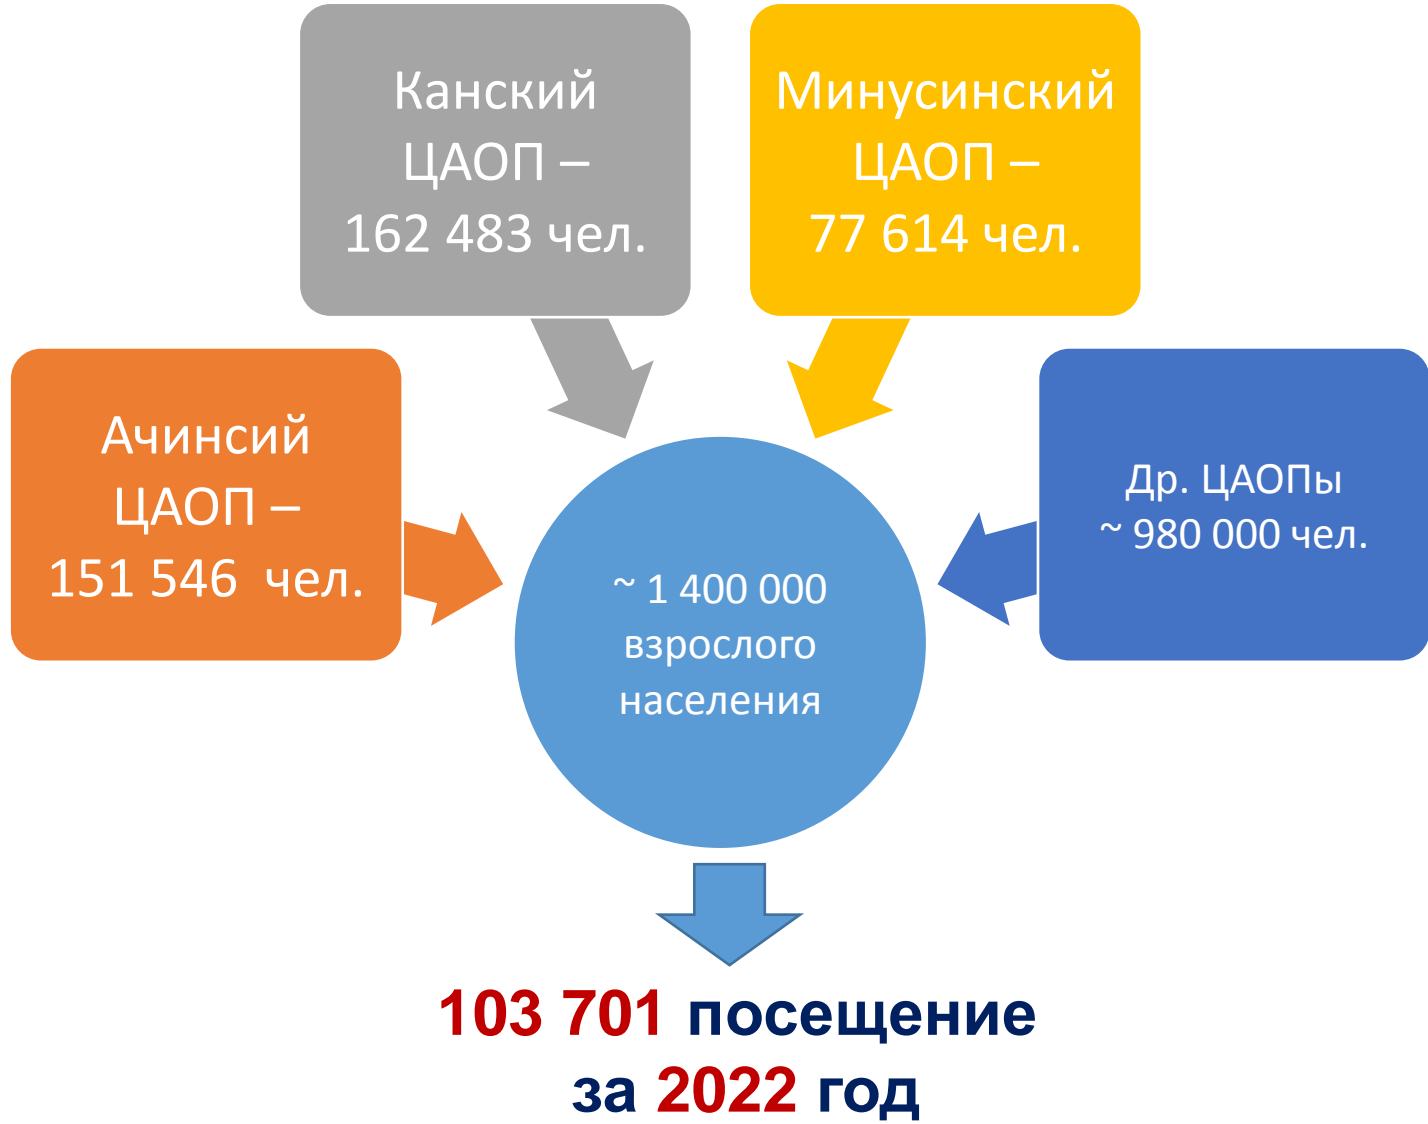 Канский
ЦАОП –
162 483 чел.
Минусинский
ЦАОП –
77 614 чел.
Ачинсий
ЦАОП –
151 546 чел.
Др. ЦАОПы
~ 980 000 чел.
~ 1 400 000
взрослого
населения
103 701 посещение
за 2022 год